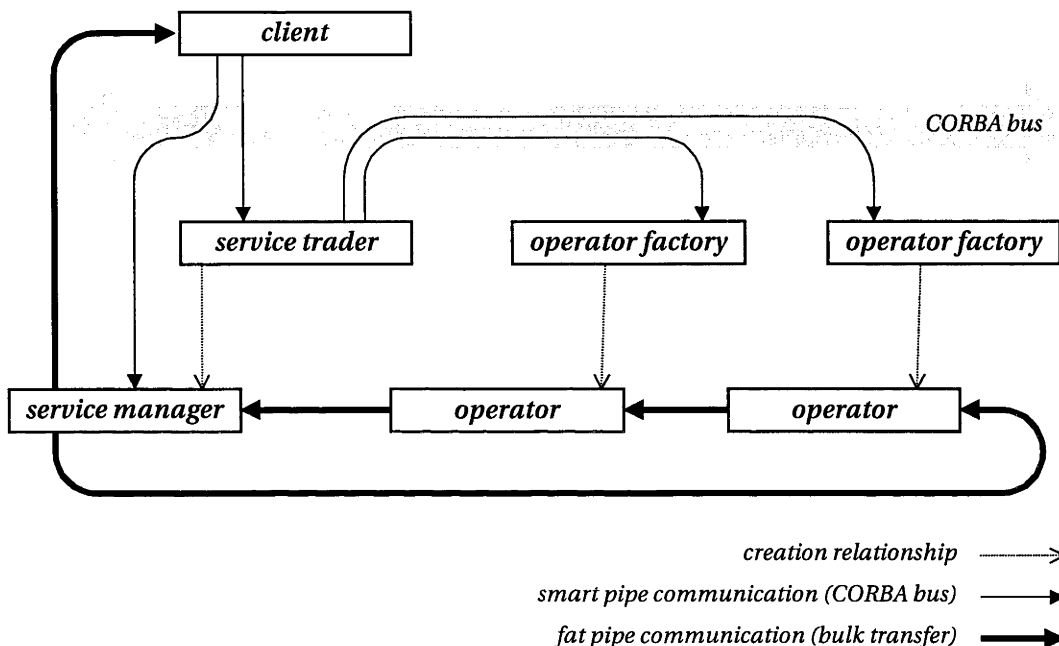 client
CORBA bus
service trader
operator factory
operator factory
service manager
operator
operator
creation relationship
smart pipe communication (CORBA bus)
fat pipe communication (bulk transfer)